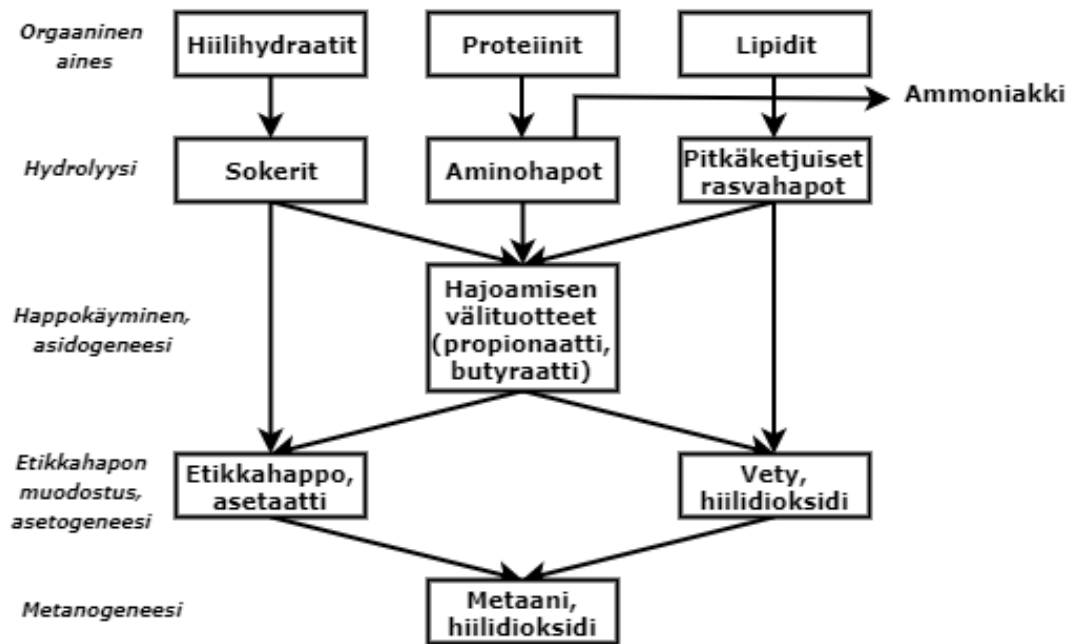 Orgaaninen
aines
Hiilihydraatit
Proteiinit
Lipidit
Ammoniakki
Hydrolyysi
Sokerit
Aminohapot
Pitkäketjuiset
rasvahapot
Happokäyminen,
asidogeneesi
Hajoamisen
välituotteet
(propionaatti,
butyraatti)
Etikkahapon
muodostus,
asetogeneesi
Etikkahappo,
asetaatti
Vety,
hiilidioksidi
Metanogeneesi
Metaani,
hiilidioksidi